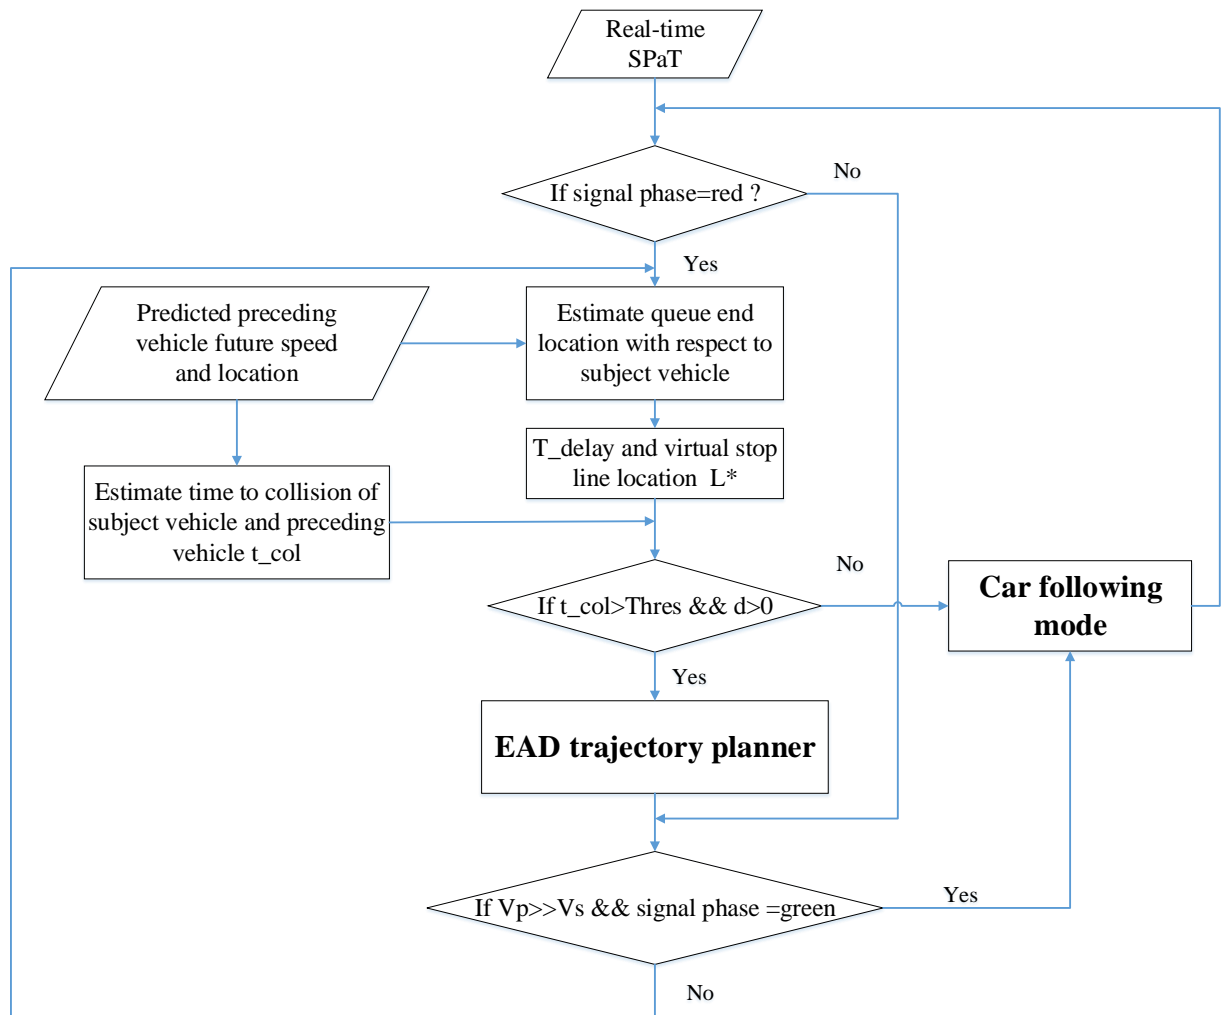 Real-time
SPaT
If signal phase=red ?
No
Yes
Predicted preceding
vehicle future speed
and location
Estimate queue end
location with respect to
subject vehicle
T_delay and virtual stop
line location L*
Estimate time to collision of
subject vehicle and preceding
vehicle t_col
If t_col>Thres && d>0
No
Car following
mode
Yes
EAD trajectory planner
If Vp>>Vs && signal phase =green
Yes
No